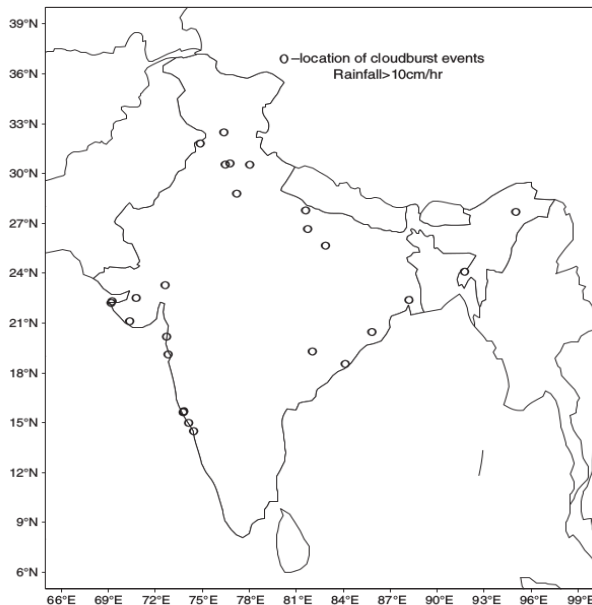 39°N
36°N
33°N
30°N
27°N
24°N
21°N
18°N
15°N
12°N
9°N
6°N
O–location of cloudburst events
Rainfall>10cm/hr
66°E 69°E 72°E 75°E 78°E 81°E 84°E 87°E 90°E 93°E 96°E 99°E